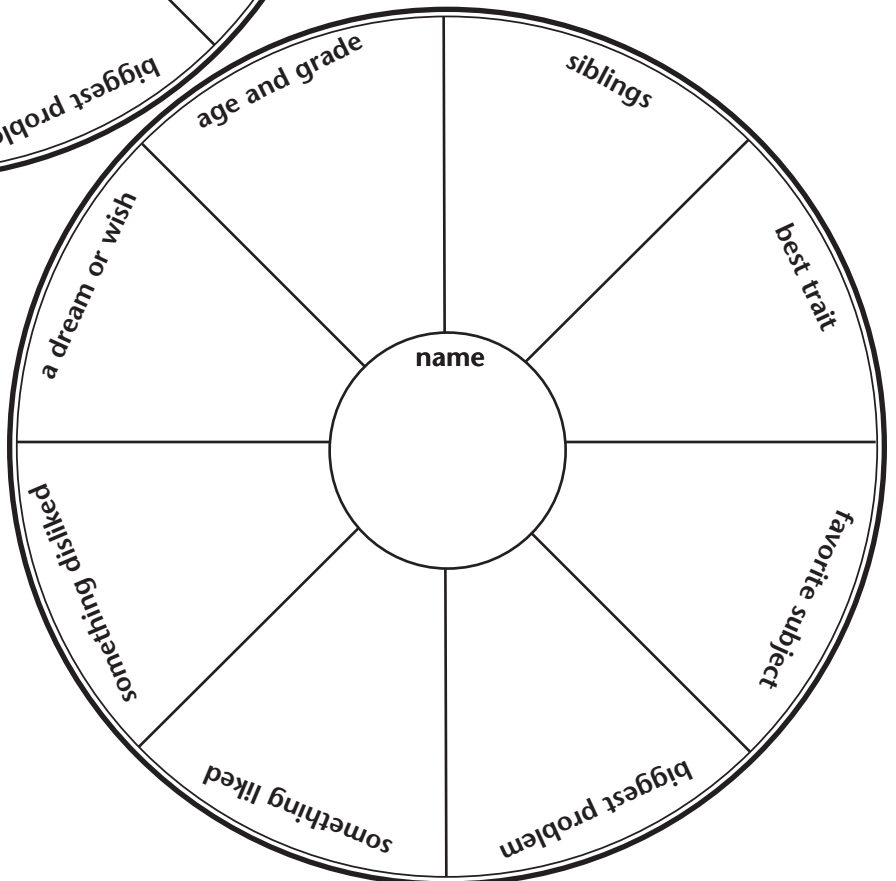 biggest proble
age and grade
siblings
best trait
favorite subject
biggest problem
something liked
something disliked
a dream or wish
name